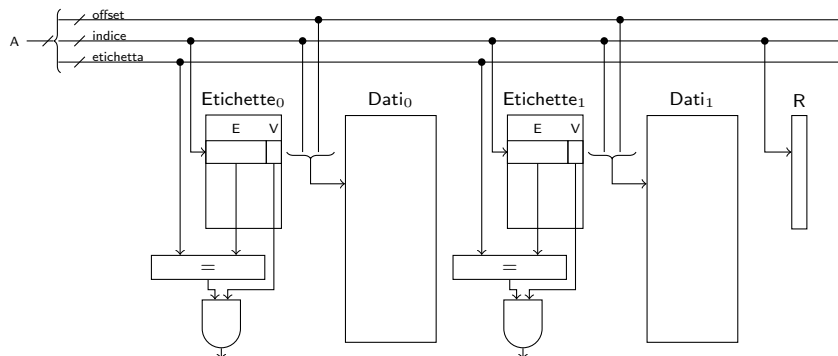 offset
A indice
etichetta
Etichette₀ Dati₀ Etichette₁ Dati₁ R
E V E V
= =